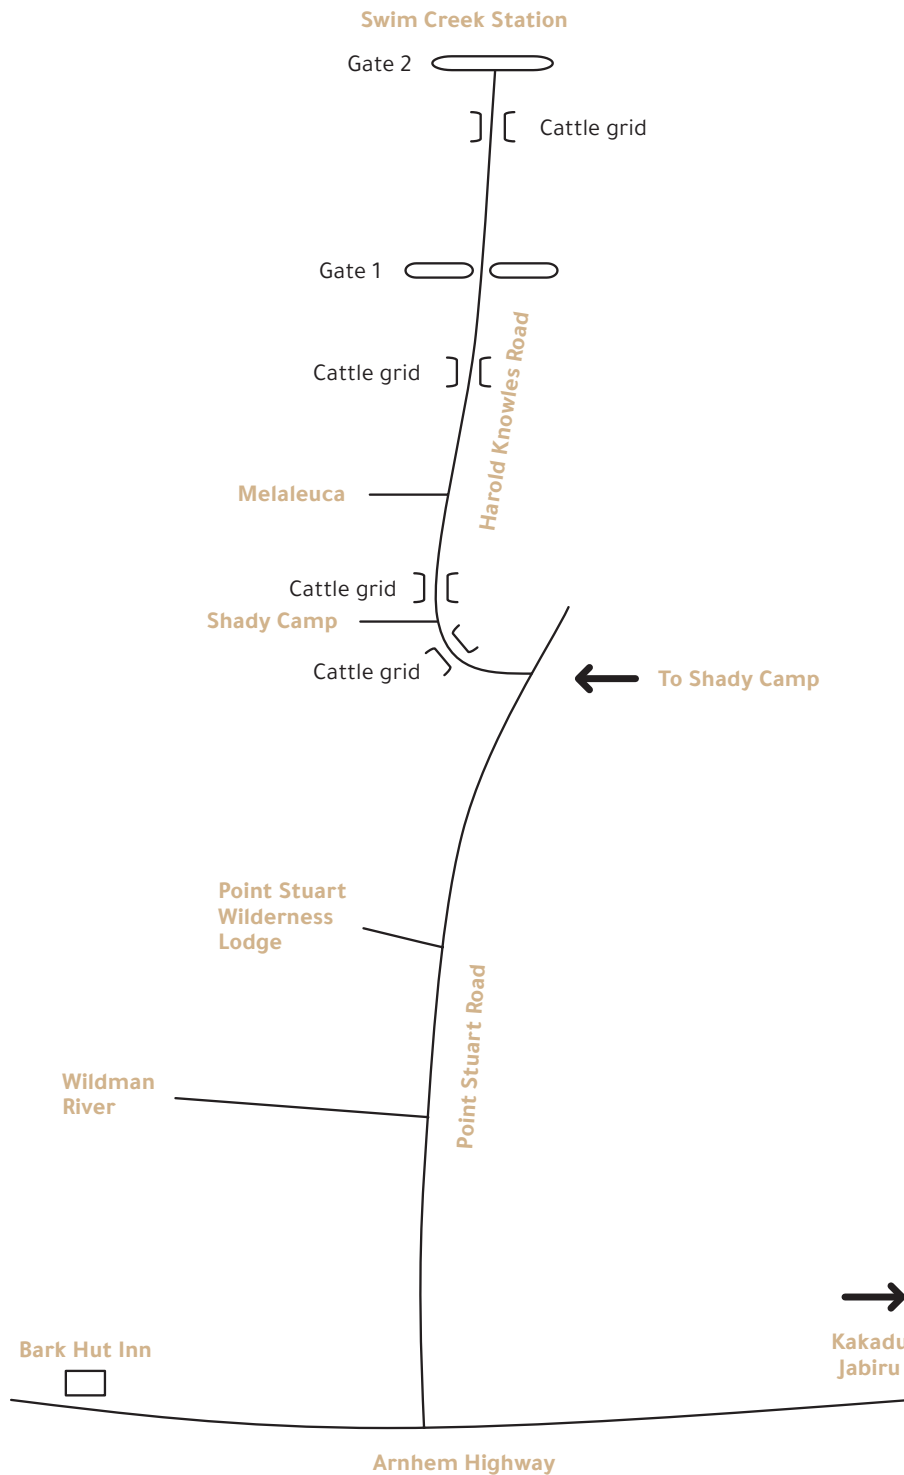 Swim Creek Station
Gate 2
Cattle grid
Gate 1
Harold Knowles Road
Cattle grid
Melaleuca
Cattle grid
Shady Camp
Cattle grid
To Shady Camp
Point Stuart
Wilderness
Lodge
Point Stuart Road
Wildman
River
Kakadu
Jabiru
Bark Hut Inn
Arnhem Highway